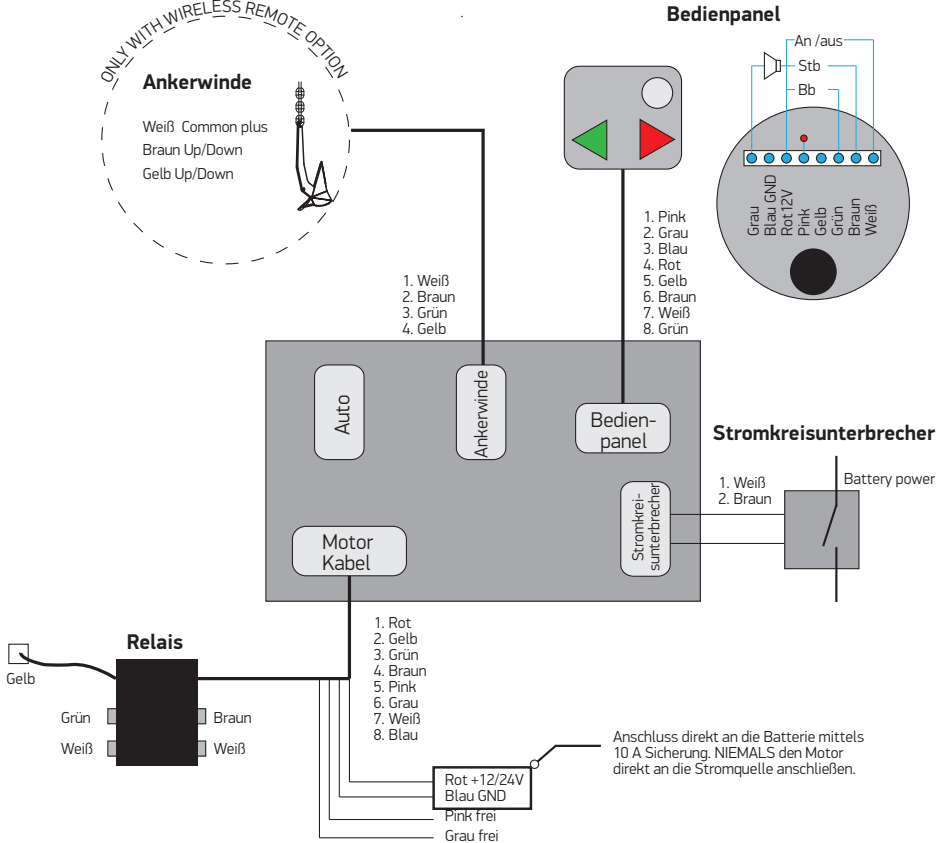 ONLY WITH WIRELESS REMOTE OPTION
Ankerwinde
Weiß Common plus
Braun Up/Down
Gelb Up/Down
Bedienpanel
An /aus
Stb
Bb
Grau
Blau GND
Rot12V
Pink
Gelb
Grün
Braun
Weiß
1. Pink
2. Grau
3. Blau
4. Rot
5. Gelb
6. Braun
7. Weiß
8. Grün
1. Weiß
2. Braun
3. Grün
4. Gelb
Auto
Ankerwinde
Bedien-
panel
Stromkreisunterbrecher
1. Weiß
2. Braun
Battery power
Stromkrei-
sunterbrecher
Motor
Kabel
1. Rot
2. Gelb
3. Grün
4. Braun
5. Pink
6. Grau
7. Weiß
8. Blau
Relais
Gelb
Grün
Weiß
Braun
Weiß
Anschluss direkt an die Batterie mittels
10 A Sicherung. NIEMALS den Motor
direkt an die Stromquelle anschließen.
Rot +12/24V
Blau GND
Pink frei
Grau frei